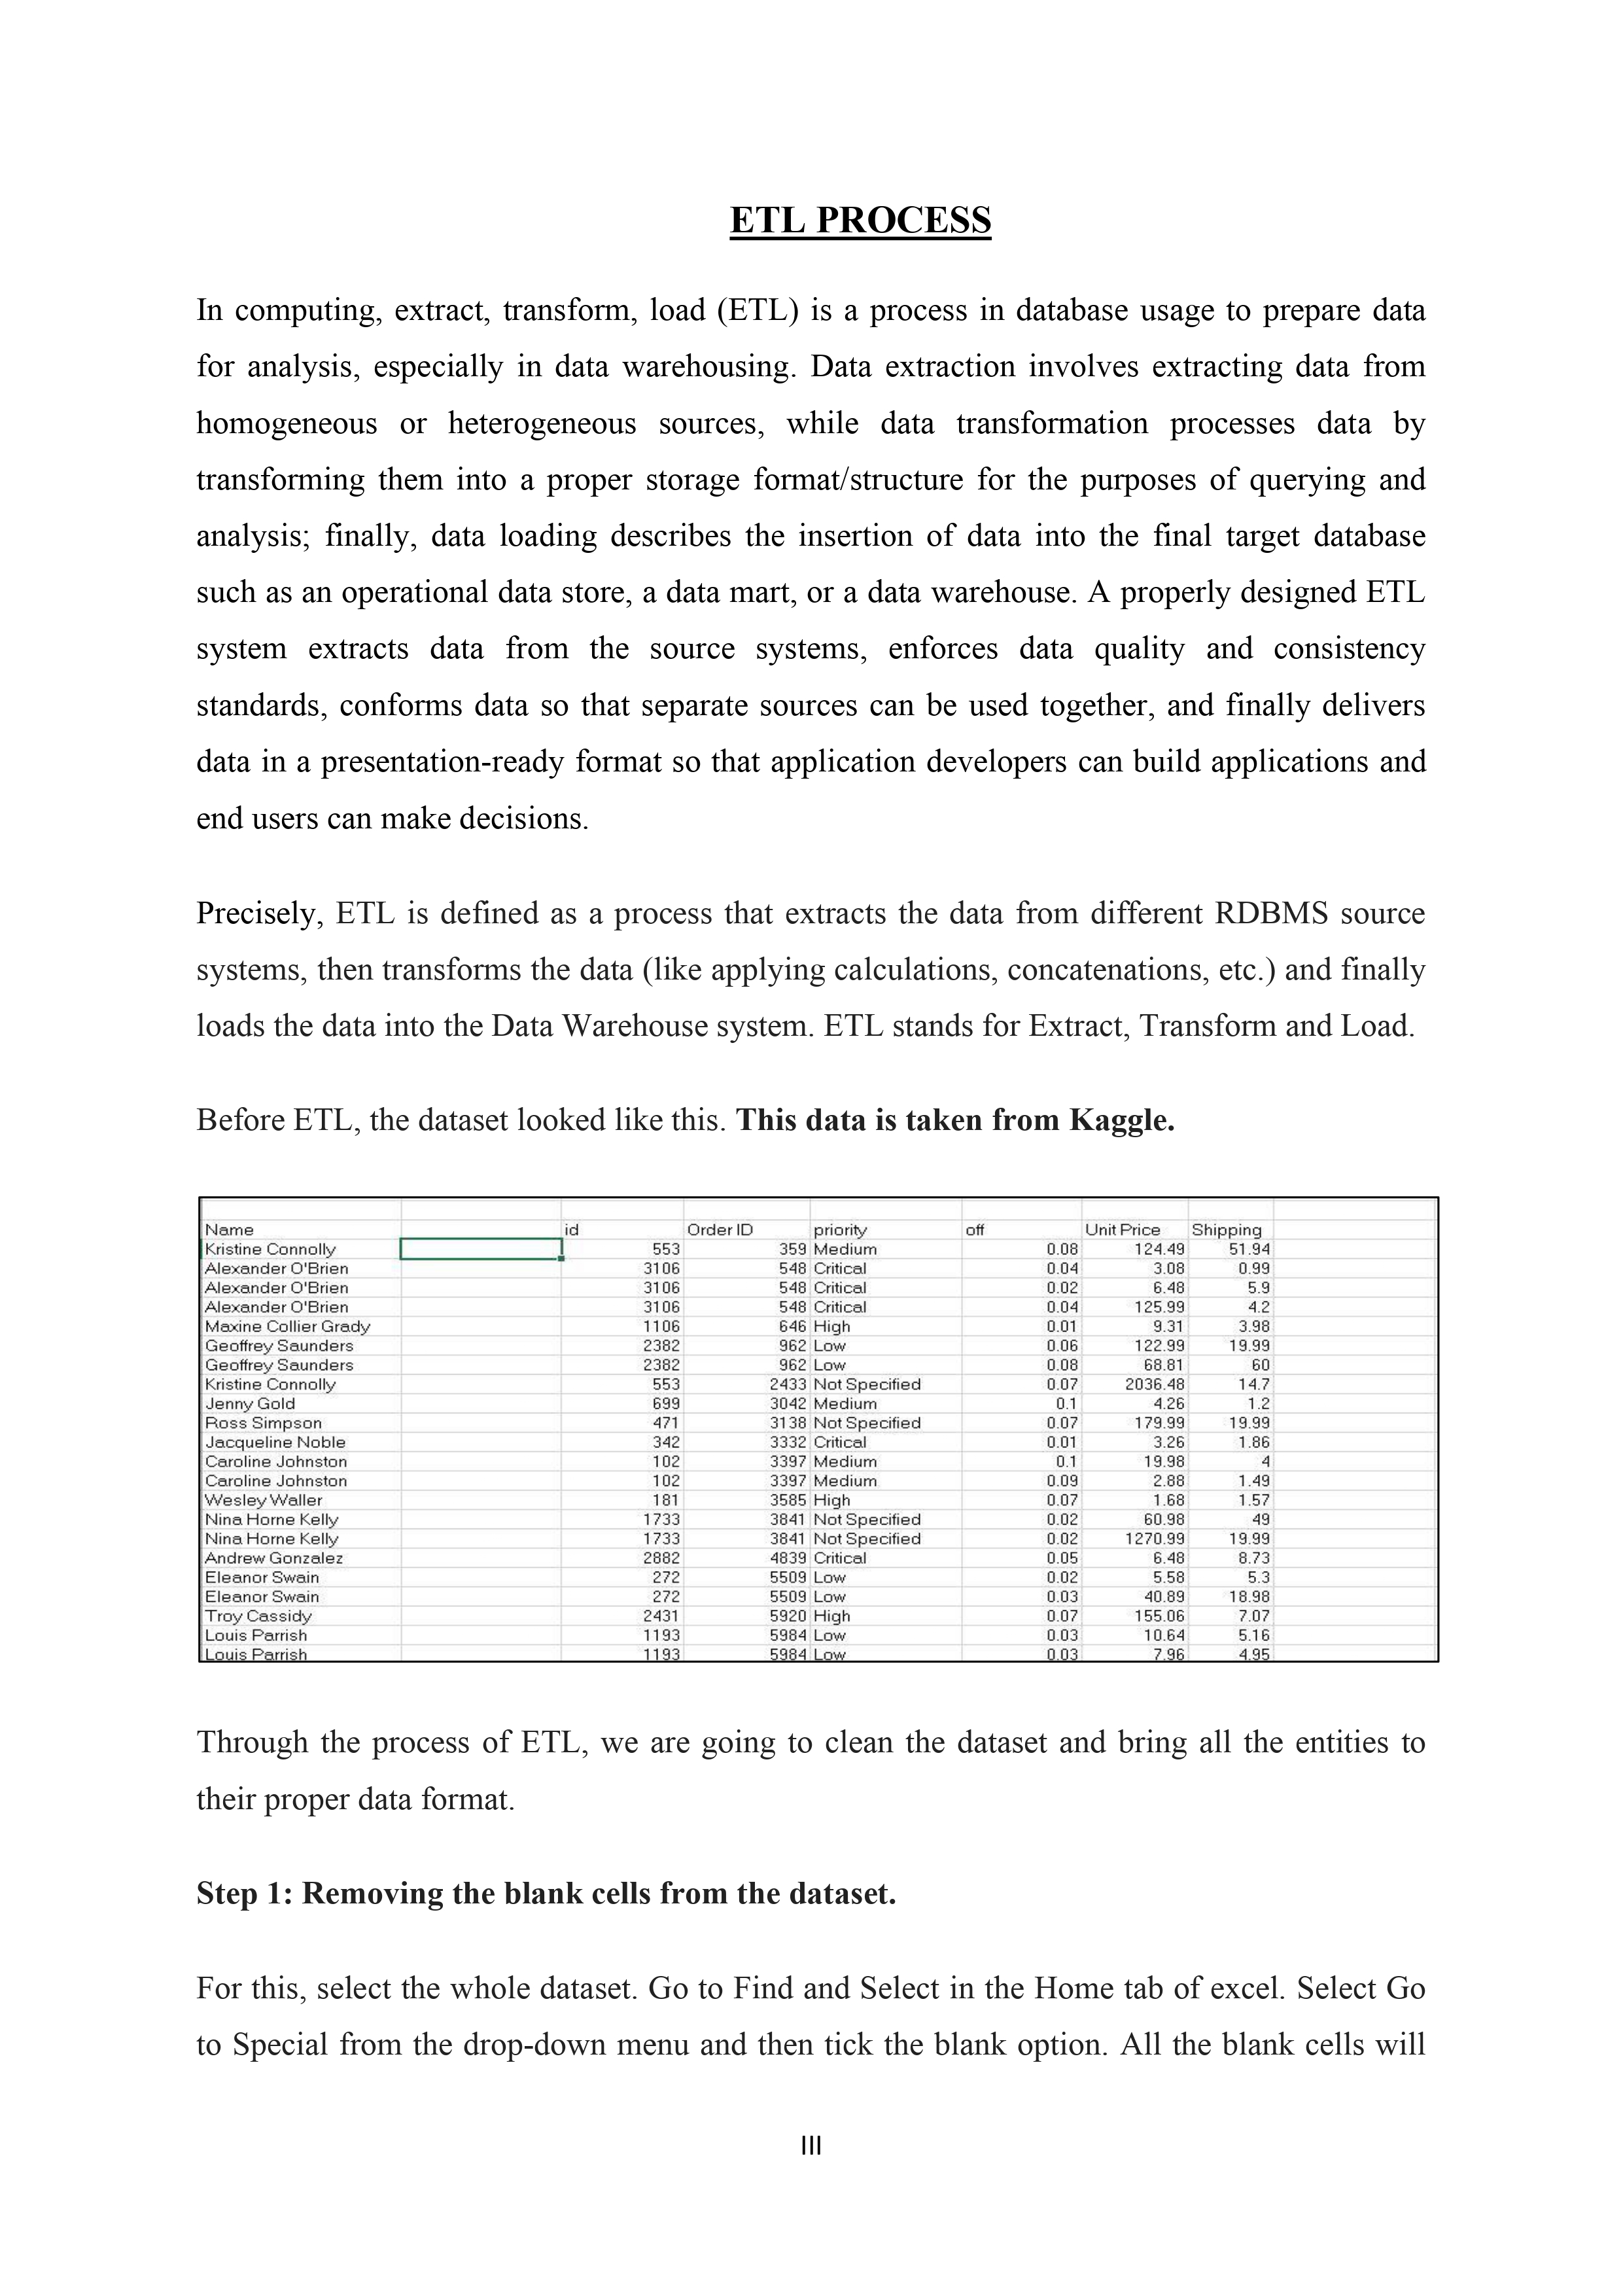 ETL PROCESS
In computing, extract, transform, load (ETL) is a process in database usage to prepare data
for analysis, especially in data warehousing. Data extraction involves extracting data from
homogeneous or heterogeneous sources, while data transformation processes data by
transforming them into a proper storage format/structure for the purposes of querying and
analysis; finally, data loading describes the insertion of data into the final target database
such as an operational data store, a data mart, or a data warehouse. A properly designed ETL
system extracts data from the source systems, enforces data quality and consistency
standards, conforms data so that separate sources can be used together, and finally delivers
data in a presentation-ready format so that application developers can build applications and
end users can make decisions.
Precisely, ETL is defined as a process that extracts the data from different RDBMS source
systems, then transforms the data (like applying calculations, concatenations, etc.) and finally
loads the data into the Data Warehouse system. ETL stands for Extract, Transform and Load.
Before ETL, the dataset looked like this. This data is taken from Kaggle.
Name id Order ID priority off Unit Price Shipping
Kristine Connolly 553 359 Medium 0.08 124.49 51.94
Alexander O'Brien 3106 548 Critical 0.04 3.08 0.99
Alexander O'Brien 3106 548 Critical 0.02 6.48 5.9
Alexander O'Brien 3106 548 Critical 0.04 125.99 4.2
Maxine Collier Grady 1106 646 High 0.01 9.31 3.98
Geoffrey Saunders 2382 962 Low 0.06 122.99 19.99
Geoffrey Saunders 2382 962 Low 0.08 68.81 60
Kristine Connolly 553 2433 Not Specified 0.07 2036.48 14.7
Jenny Gold 699 3042 Medium 0.1 4.26 1.2
Ross Simpson 471 3138 Not Specified 0.07 179.99 19.99
Jacqueline Noble 342 3332 Critical 0.01 3.26 1.86
Caroline Johnston 102 3397 Medium 0.1 19.98 4
Caroline Johnston 102 3397 Medium 0.09 2.88 1.49
Wesley Waller 181 3585 High 0.07 1.68 1.57
Nina Horne Kelly 1733 3841 Not Specified 0.02 60.98 49
Nina Horne Kelly 1733 3841 Not Specified 0.02 1270.99 19.99
Andrew Gonzalez 2882 4839 Critical 0.05 6.48 8.73
Eleanor Swain 272 5509 Low 0.02 5.58 5.3
Eleanor Swain 272 5509 Low 0.03 40.89 18.98
Troy Cassidy 2431 5920 High 0.07 155.06 7.07
Louis Parrish 1193 5984 Low 0.03 10.64 5.16
Louis Parrish 1193 5984 Low 0.03 7.96 4.95
Through the process of ETL, we are going to clean the dataset and bring all the entities to
their proper data format.
Step 1: Removing the blank cells from the dataset.
For this, select the whole dataset. Go to Find and Select in the Home tab of excel. Select Go
to Special from the drop-down menu and then tick the blank option. All the blank cells will
III